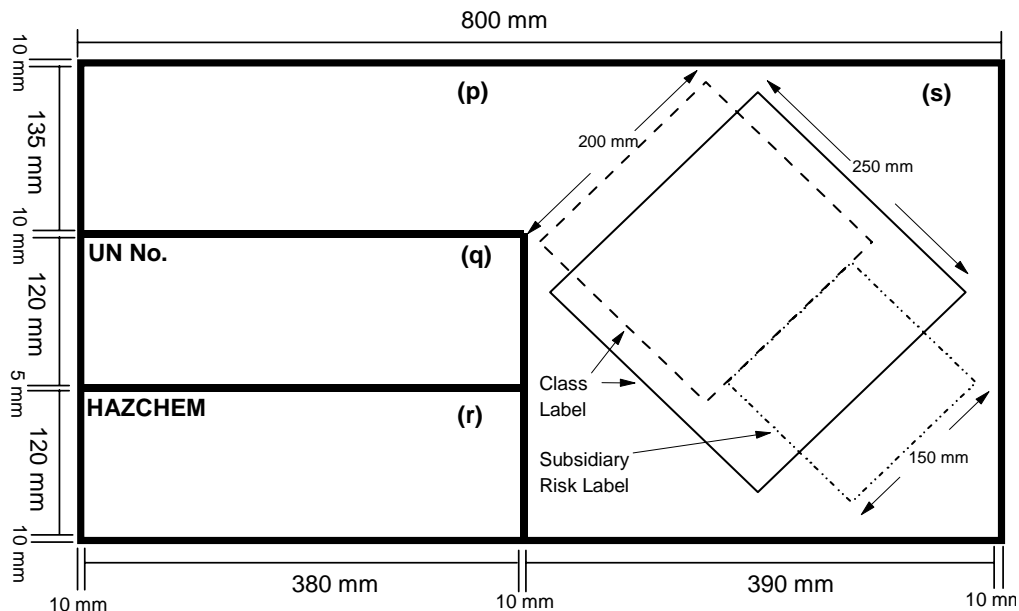 800 mm
10 mm
135 mm
10 mm
120 mm
5 mm
120 mm
10 mm
(p)
(s)
200 mm
250 mm
UN No.
(q)
HAZCHEM
(r)
Class
Label
Subsidiary
Risk Label
150 mm
380 mm
390 mm
10 mm
10 mm
10 mm